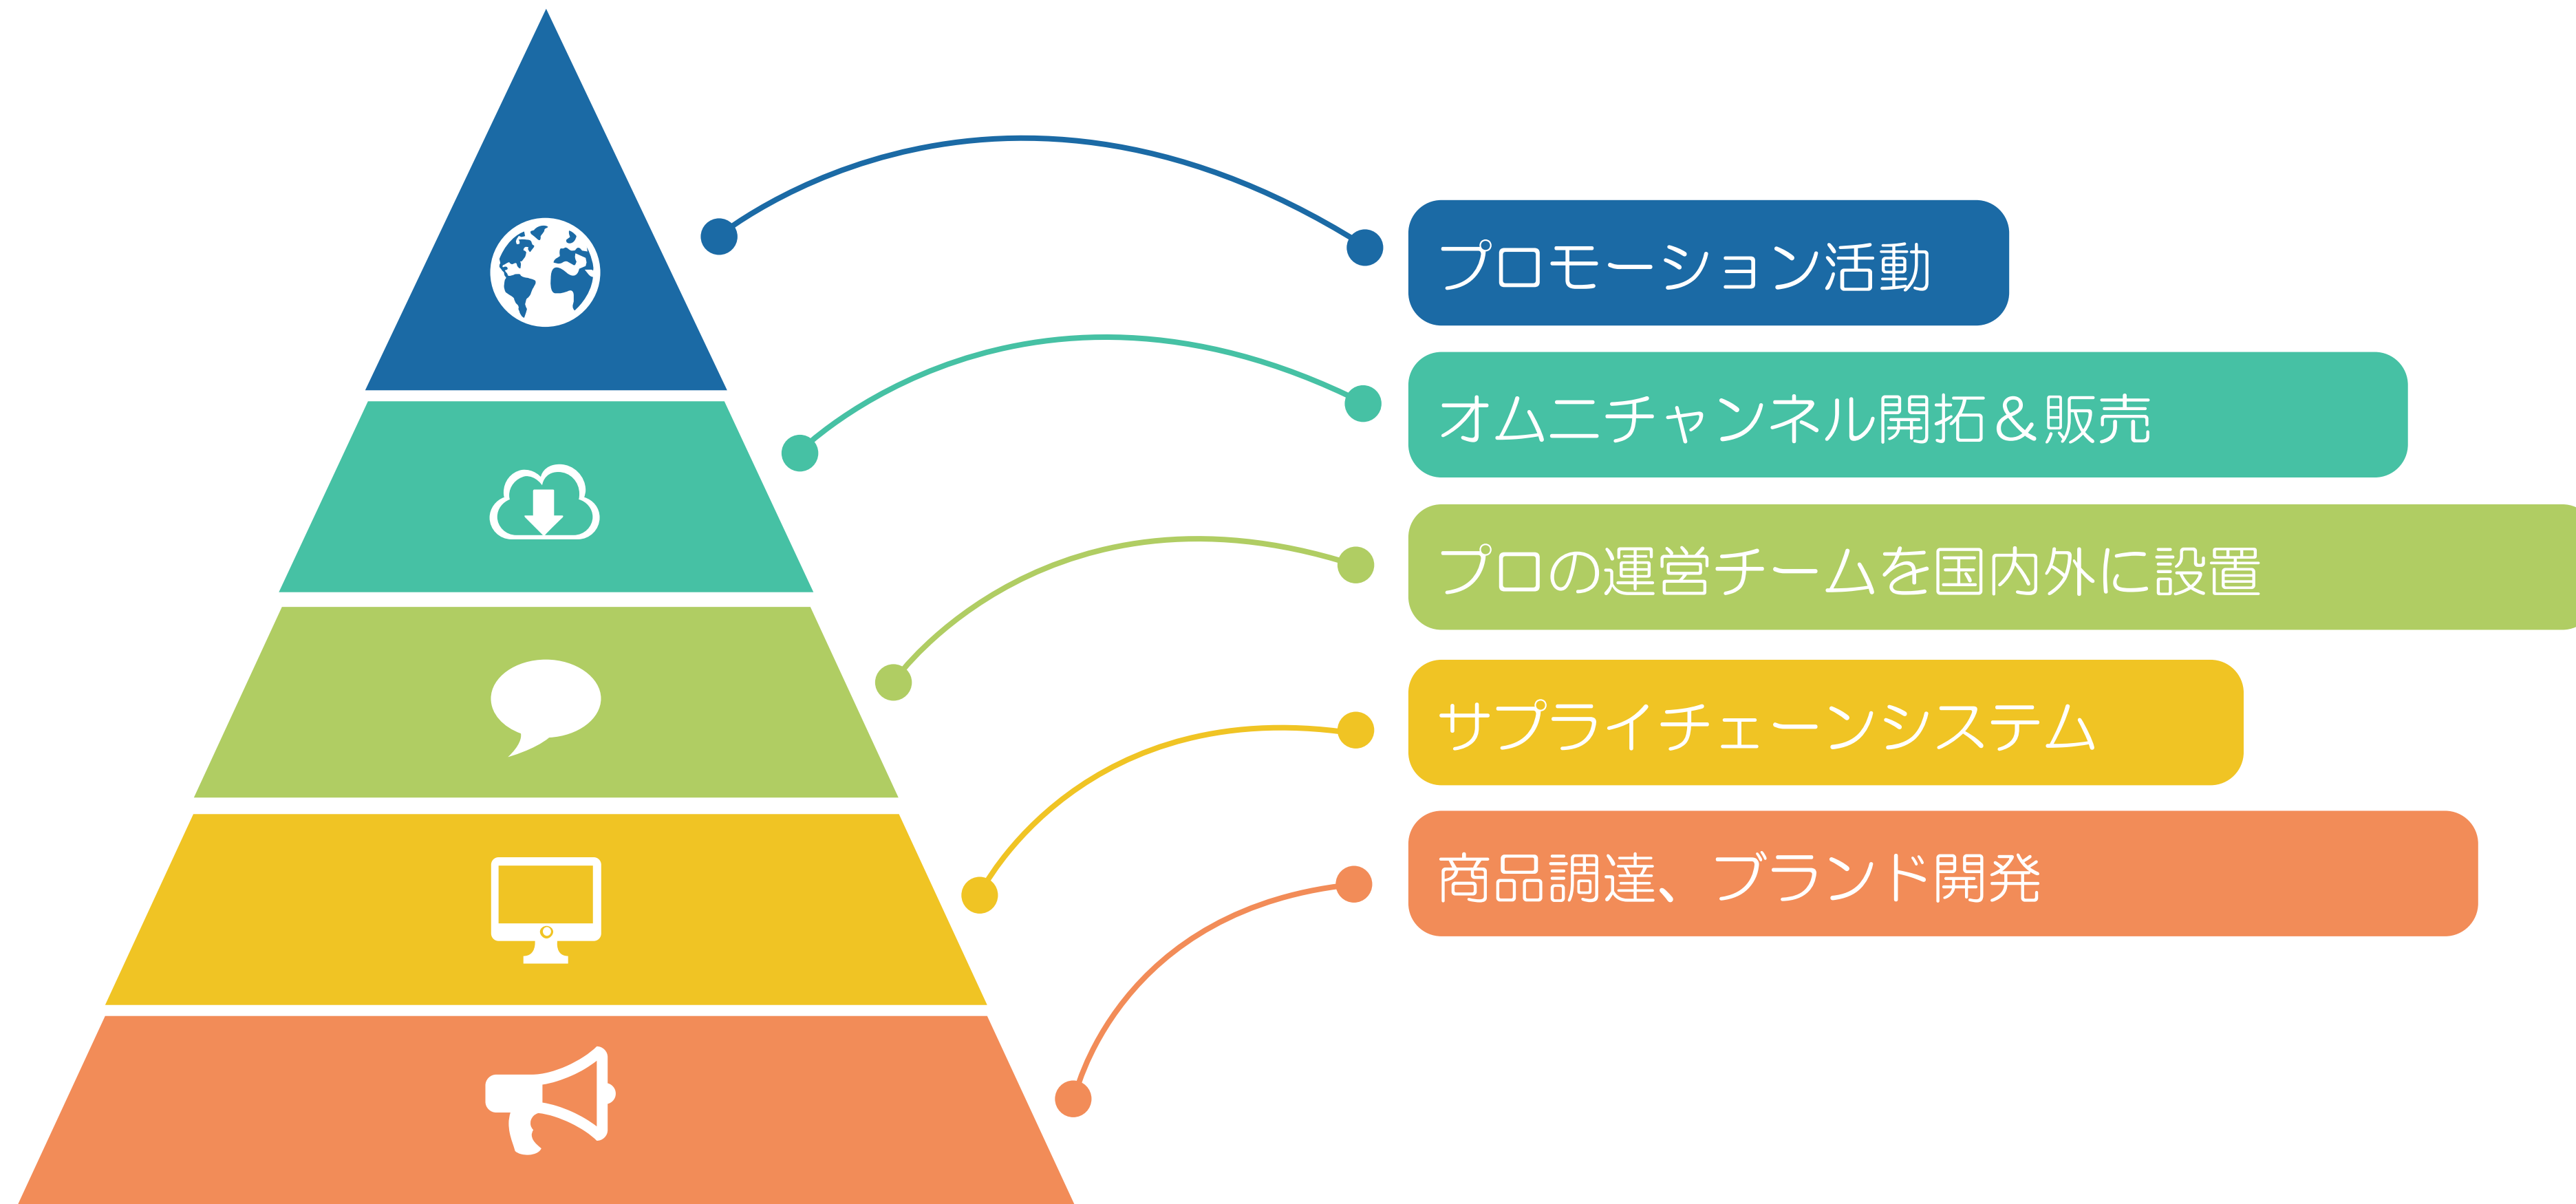 プロモーション活動
オムニチャンネル開拓＆販売
プロの運営チームを国内外に設置
サプライチェーンシステム
商品調達、ブランド開発